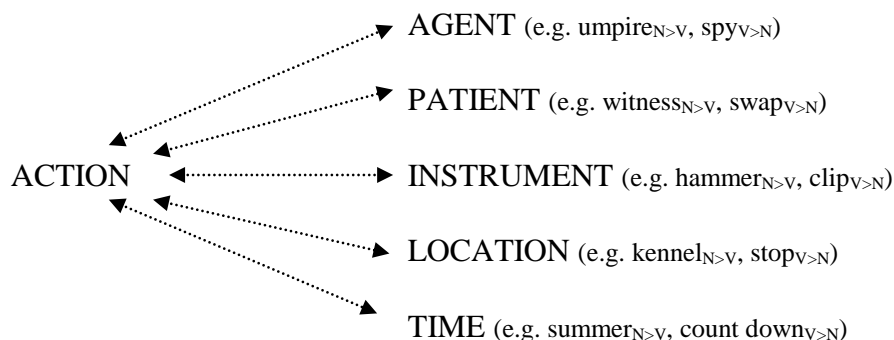 AGENT (e.g. umpireN>V, spyV>N)
PATIENT (e.g. witnessN>V, swapV>N)
ACTION INSTRUMENT (e.g. hammerN>V, clipV>N)
LOCATION (e.g. kennelN>V, stopV>N)
TIME (e.g. summerN>V, count downV>N)